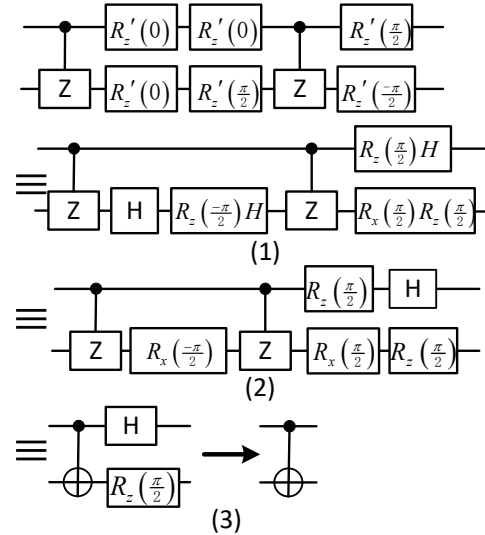 R_z'(0) R_z'(0) R_z'(π/2)
Z R_z'(0) R_z'(π/2) Z R_z'(-π/2)
R_z(π/2)H
≡ Z H R_z(-π/2)H Z R_x(π/2)R_z(π/2)
(1)
R_z(π/2) H
≡ Z R_x(-π/2) Z R_x(π/2) R_z(π/2)
(2)
H
≡ R_z(π/2)
(3)